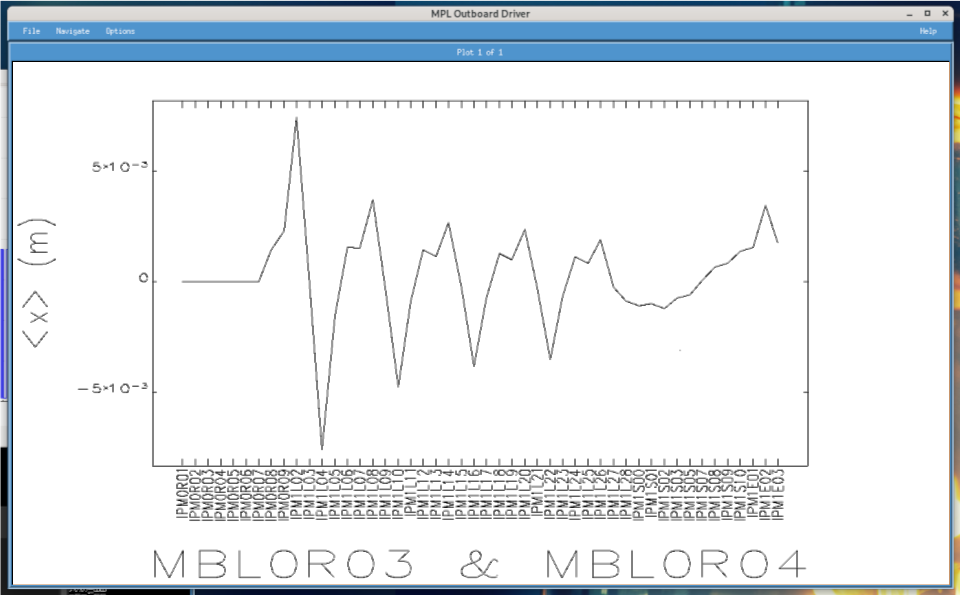 MPL Outboard Driver
File Navigate Options Help
Plot 1 of 1
5×10⁻³
0
−5×10⁻³
<x> (m)
IPM0R01
IPM0R02
IPM0R03
IPM0R04
IPM0R05
IPM0R06
IPM0R07
IPM0R08
IPM0R09
IPM1L02
IPM1L03
IPM1L04
IPM1L05
IPM1L06
IPM1L07
IPM1L08
IPM1L09
IPM1L10
IPM1L11
IPM1L12
IPM1L13
IPM1L14
IPM1L15
IPM1L16
IPM1L17
IPM1L18
IPM1L19
IPM1L20
IPM1L21
IPM1L22
IPM1L23
IPM1L24
IPM1L25
IPM1L26
IPM1L27
IPM1L28
IPM1S00
IPM1S01
IPM1S02
IPM1S03
IPM1S05
IPM1S07
IPM1S08
IPM1S09
IPM1S10
IPM1E01
IPM1E02
IPM1E03
MBL0R03 & MBL0R04